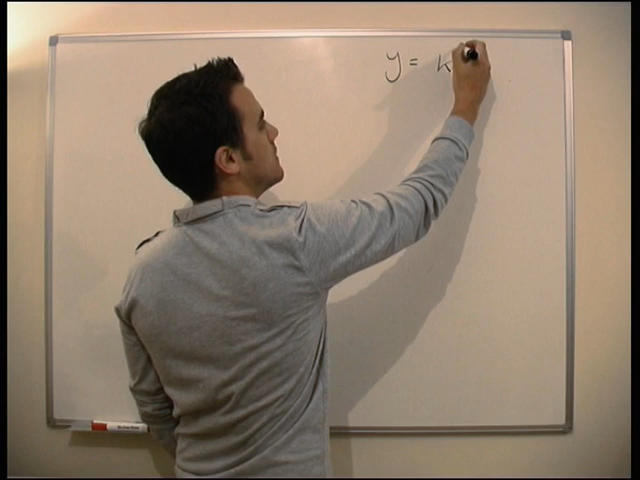 y = k